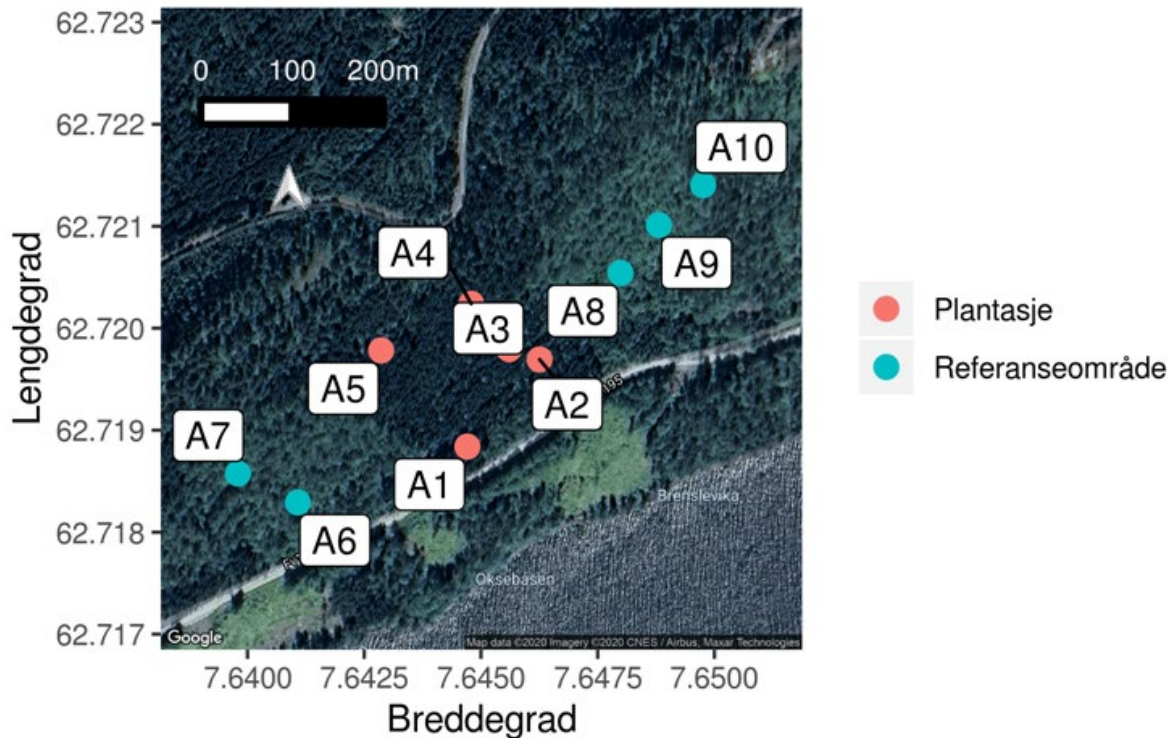 62.723
62.722
62.721
62.720
62.719
62.718
62.717
Lengdegrad
0 100 200m
A10
A4
A9
A3
A8
A5
A2
A7
A1
A6
195
Brenslevika
Oksebasen
Google
Map data ©2020 Imagery ©2020 CNES / Airbus, Maxar Technologies
7.6400 7.6425 7.6450 7.6475 7.6500
Breddegrad
Plantasje
Referanseområde